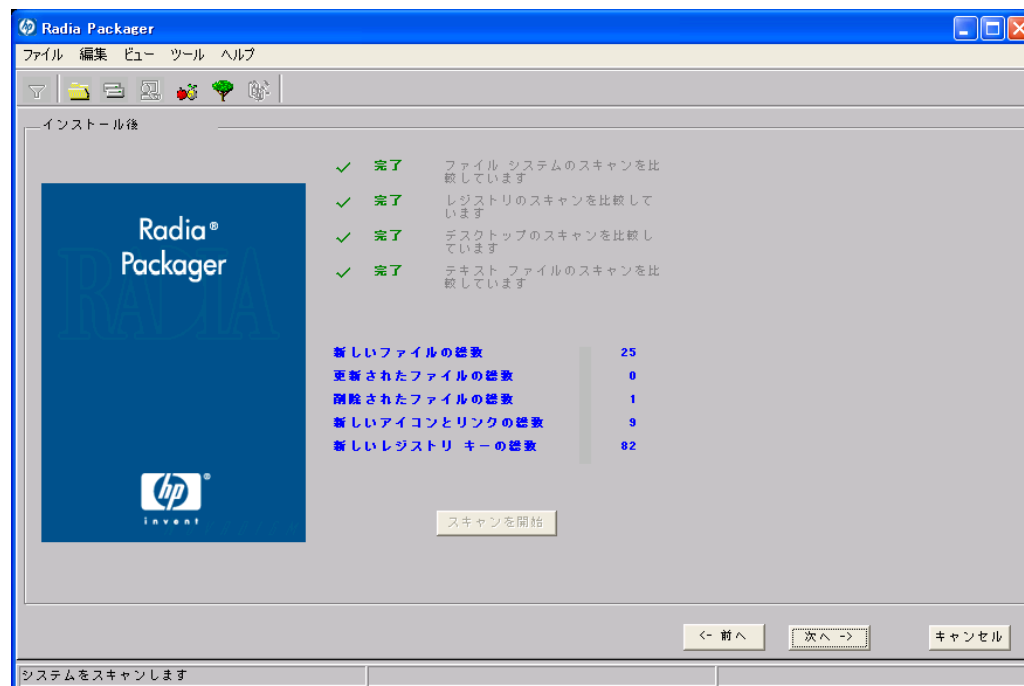 Radia Packager
ファイル 編集 ビュー ツール ヘルプ
インストール後
完了 ファイル システムのスキャンを比
較しています
完了 レジストリのスキャンを比較して
います
完了 デスクトップのスキャンを比較し
ています
完了 テキスト ファイルのスキャンを比
較しています
Radia®
Packager
RADIA
hp®
invent
新しいファイルの総数 25
更新されたファイルの総数 0
削除されたファイルの総数 1
新しいアイコンとリンクの総数 9
新しいレジストリ キーの総数 82
スキャンを開始
<- 前へ 次へ -> キャンセル
システムをスキャンします